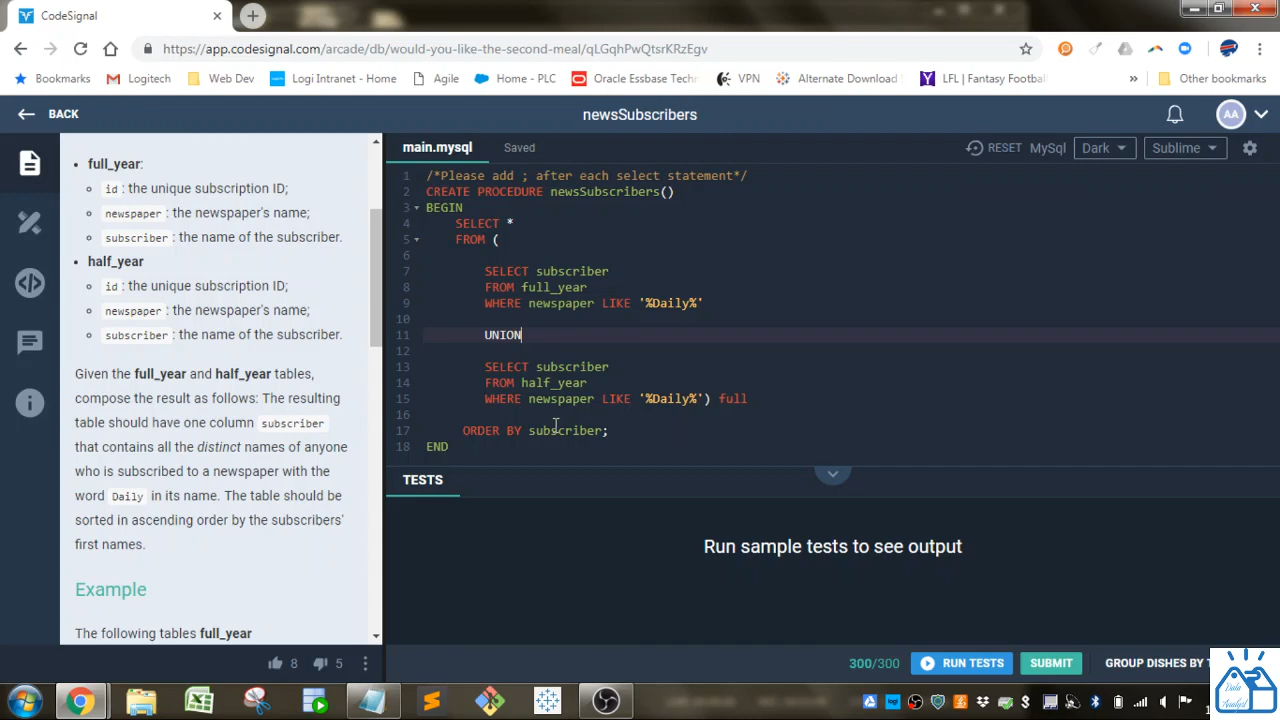 CodeSignal
https://app.codesignal.com/arcade/db/would-you-like-the-second-meal/qLGqhPwQtsrKRzEgv
Bookmarks Logitech Web Dev Logi Intranet - Home Agile Home - PLC Oracle Essbase Techn VPN Alternate Download LFL | Fantasy Footbal » Other bookmarks
BACK newsSubscribers AA
full_year:
id : the unique subscription ID;
newspaper : the newspaper's name;
subscriber : the name of the subscriber.
half_year
id : the unique subscription ID;
newspaper : the newspaper's name;
subscriber : the name of the subscriber.
Given the full_year and half_year tables,
compose the result as follows: The resulting
table should have one column subscriber
that contains all the distinct names of anyone
who is subscribed to a newspaper with the
word Daily in its name. The table should be
sorted in ascending order by the subscribers'
first names.
Example
The following tables full_year
8 5
main.mysql Saved RESET MySql Dark Sublime
1 /*Please add ; after each select statement*/
2 CREATE PROCEDURE newsSubscribers()
3 BEGIN
4 SELECT *
5 FROM (
6
7 SELECT subscriber
8 FROM full_year
9 WHERE newspaper LIKE '%Daily%'
10
11 UNION
12
13 SELECT subscriber
14 FROM half_year
15 WHERE newspaper LIKE '%Daily%') full
16
17 ORDER BY subscriber;
18 END
TESTS
Run sample tests to see output
300/300 RUN TESTS SUBMIT GROUP DISHES BY T
Data
Analyst